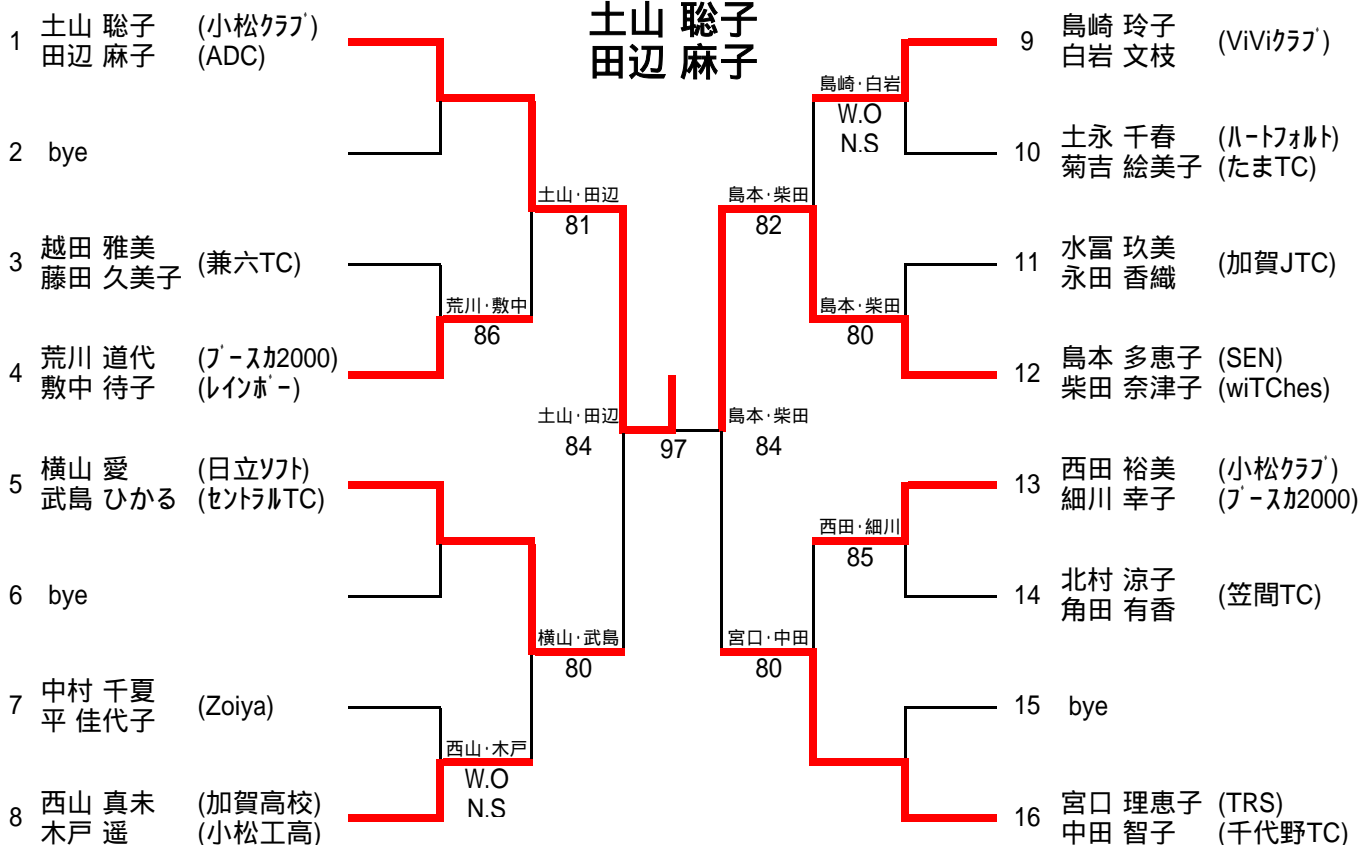 土山 聡子
田辺 麻子
1 土山 聡子 (小松ｸﾗﾌﾞ)
田辺 麻子 (ADC)
2 bye
土山･田辺
81
3 越田 雅美
藤田 久美子 (兼六TC)
荒川･敷中
86
4 荒川 道代 (ﾌﾞｰｽｶ2000)
敷中 待子 (ﾚｲﾝﾎﾞｰ)
土山･田辺
84
5 横山 愛 (日立ｿﾌﾄ)
武島 ひかる (ｾﾝﾄﾗﾙTC)
6 bye
横山･武島
80
7 中村 千夏
平 佳代子 (Zoiya)
西山･木戸
W.O
N.S
8 西山 真未 (加賀高校)
木戸 遥 (小松工高)
97
9 島崎 玲子
白岩 文枝 (ViViｸﾗﾌﾞ)
島崎･白岩
W.O
N.S
10 土永 千春 (ﾊｰﾄﾌｫﾙﾄ)
菊吉 絵美子 (たまTC)
島本･柴田
82
11 水冨 玖美
永田 香織 (加賀JTC)
島本･柴田
80
12 島本 多恵子 (SEN)
柴田 奈津子 (wiTChes)
島本･柴田
84
13 西田 裕美 (小松ｸﾗﾌﾞ)
細川 幸子 (ﾌﾞｰｽｶ2000)
西田･細川
85
14 北村 涼子
角田 有香 (笠間TC)
宮口･中田
80
15 bye
16 宮口 理恵子 (TRS)
中田 智子 (千代野TC)